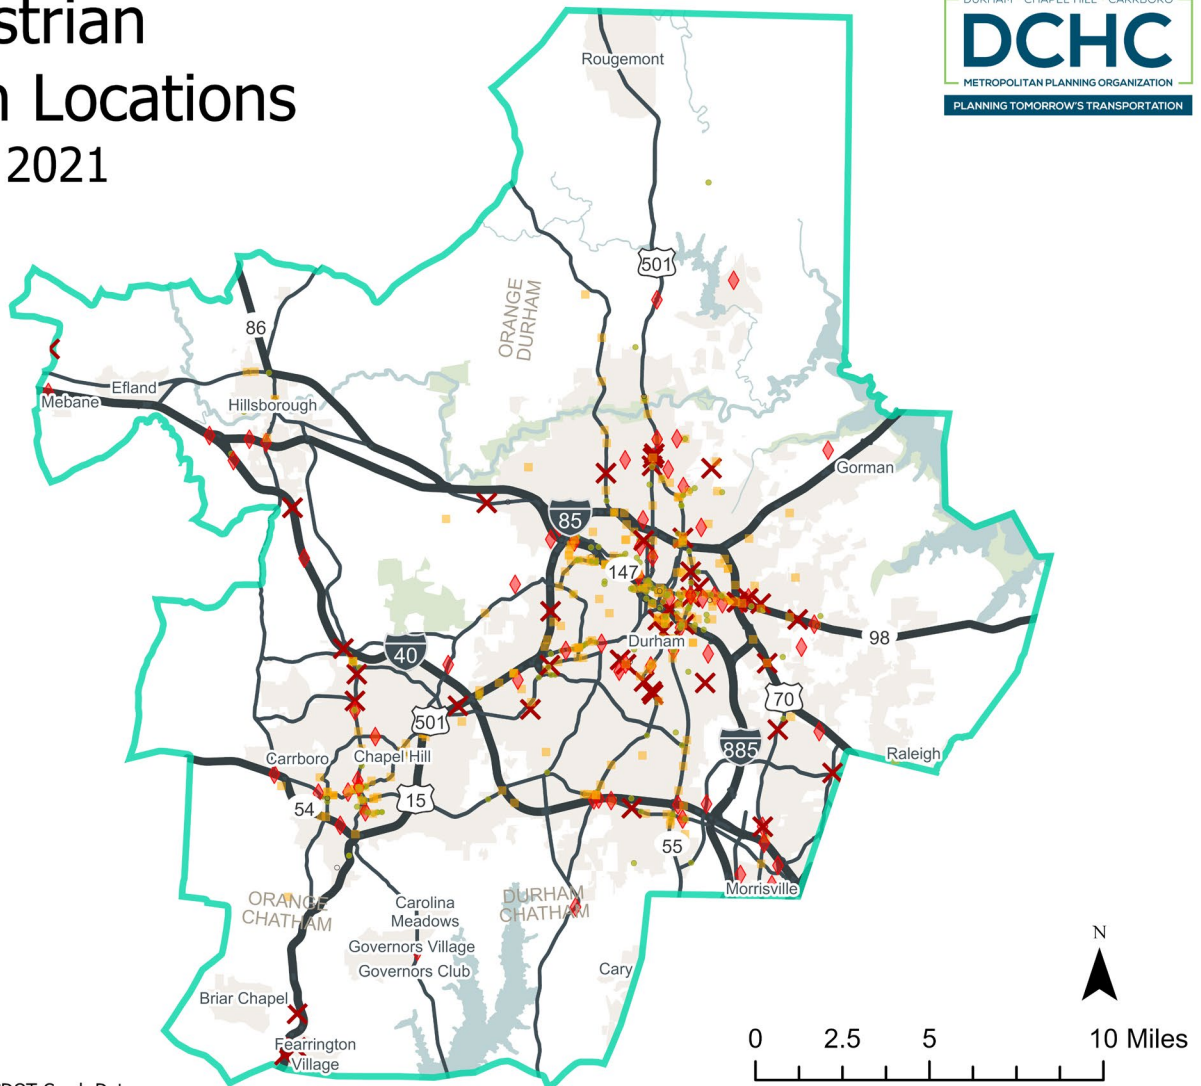 strian
Locations
2021
DURHAM · CHAPEL HILL · CARRBORO
DCHC
METROPOLITAN PLANNING ORGANIZATION
PLANNING TOMORROW'S TRANSPORTATION
Rougemont
501
ORANGE
DURHAM
86
Efland
Mebane
Hillsborough
Gorman
85
147
Durham
98
40
70
501
885
Raleigh
Carrboro
Chapel Hill
54
15
55
Morrisville
ORANGE
CHATHAM
DURHAM
CHATHAM
Carolina
Meadows
Governors Village
Governors Club
Cary
N
Briar Chapel
Fearrington
Village
0 2.5 5 10 Miles